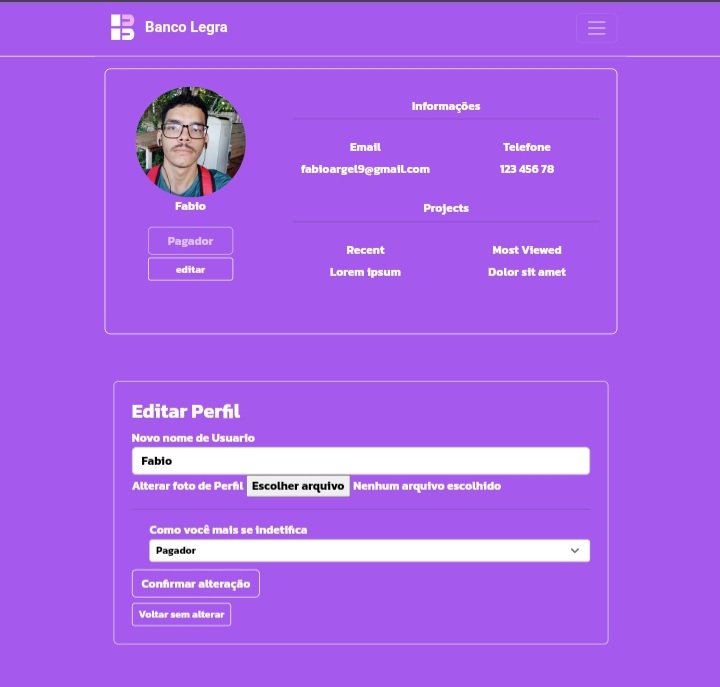 Banco Legra
Informações
Email
Telefone
fabioargel9@gmail.com
123 456 78
Fabio
Projects
Pagador
editar
Recent
Most Viewed
Lorem ipsum
Dolor sit amet
Editar Perfil
Novo nome de Usuario
Fabio
Alterar foto de Perfil Escolher arquivo Nenhum arquivo escolhido
Como você mais se indetifica
Pagador
Confirmar alteração
Voltar sem alterar